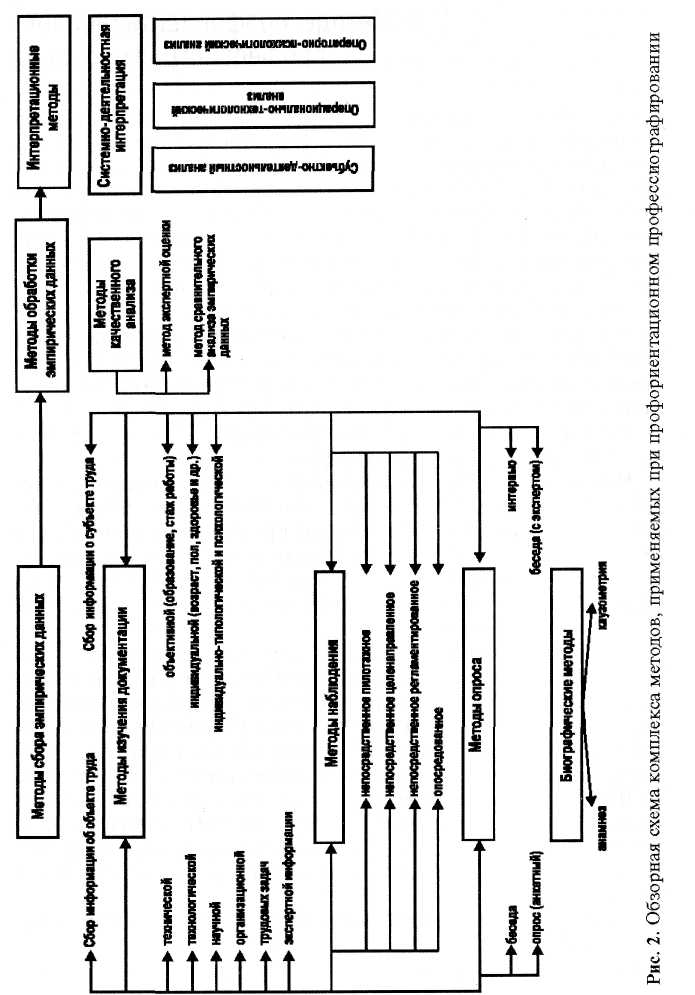 Методы сбора эмпирических данных
Методы обработки
эмпирических данных
Интерпретационные
методы
Сбор информации об объекте труда
Сбор информации о субъекте труда
Методы изучения документации
технической
технологической
научной
организационной
трудовых задач
экспертной информации
объективной (образование, стаж работы)
индивидуальной (возраст, пол, здоровье и др.)
индивидуально-типологической и психологической
Методы наблюдения
непосредственное пилотажное
непосредственное целенаправленное
непосредственное регламентированное
опосредованное
Методы опроса
беседа
опрос (анкетный)
интервью
беседа (с экспертом)
Биографические методы
анамнез
каузометрия
Методы
качественного
анализа
метод экспертной оценки
метод сравнительного
анализа эмпирических
данных
Системно-деятельностная
интерпретация
Субъектно-деятельностный анализ
Операционально-технологический
анализ
Операторно-психологический анализ
Рис. 2. Обзорная схема комплекса методов, применяемых при профориентационном профессиографировании